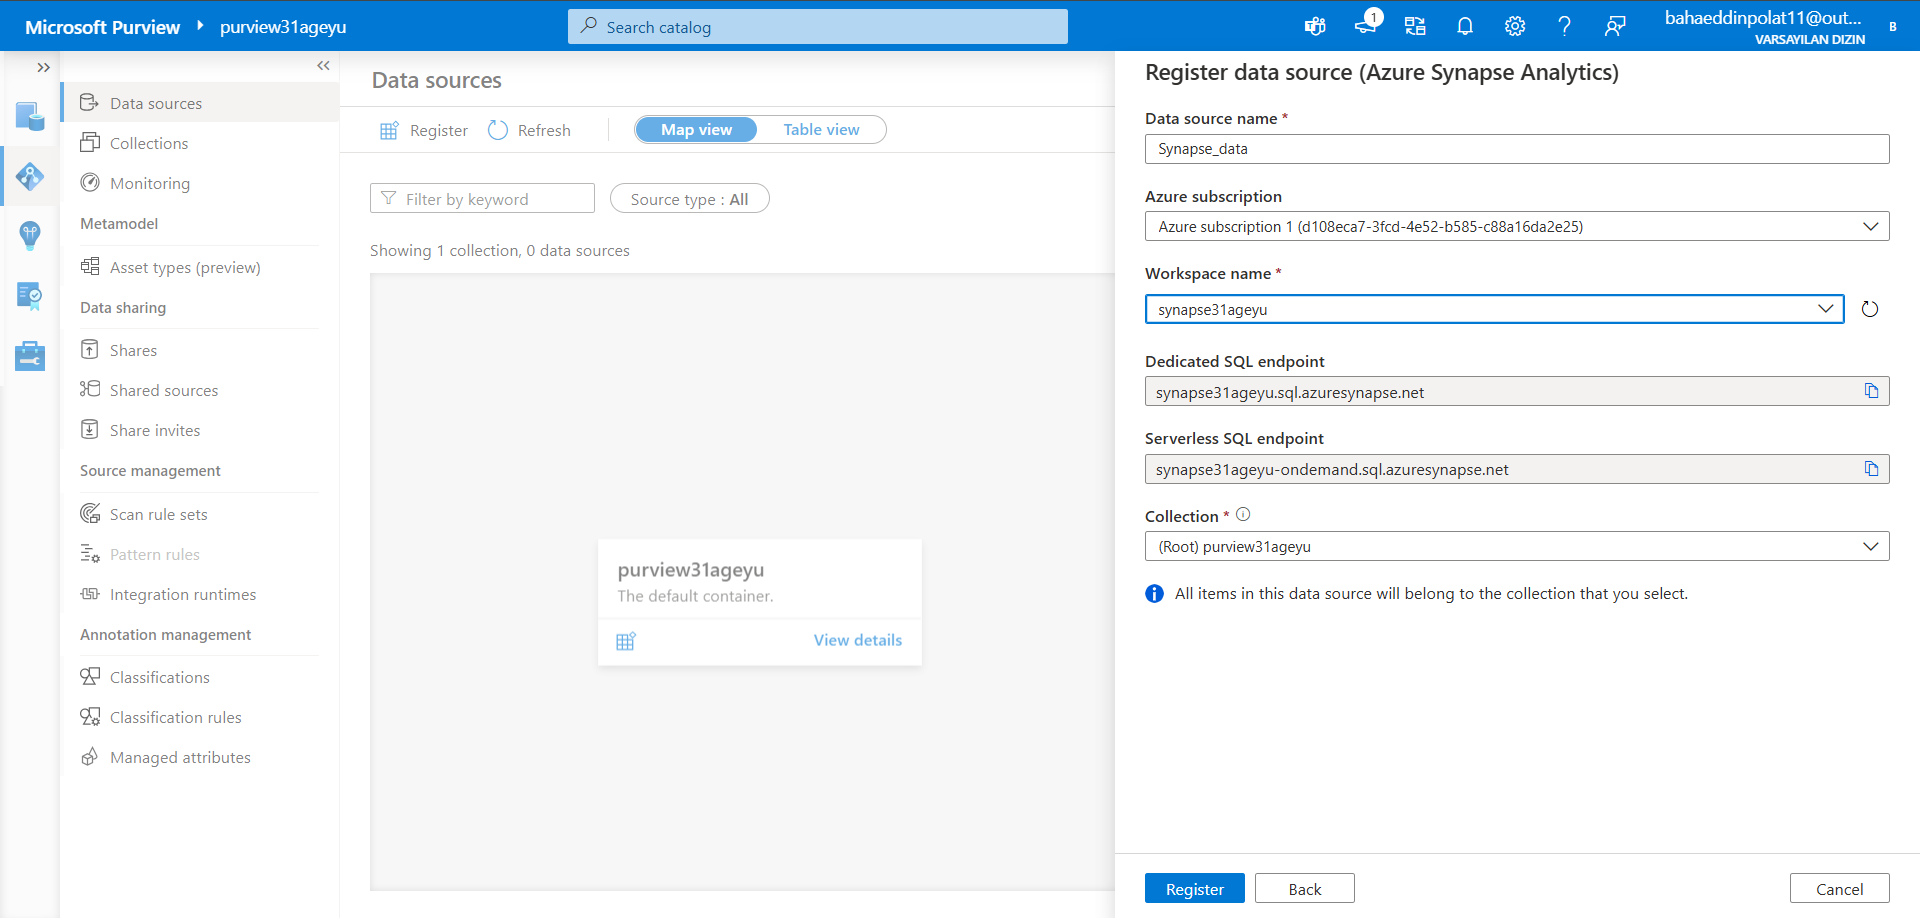 Microsoft Purview purview31ageyu
Search catalog
1
bahaeddinpolat11@out...
VARSAYILAN DIZIN
B
Data sources
Collections
Monitoring
Metamodel
Asset types (preview)
Data sharing
Shares
Shared sources
Share invites
Source management
Scan rule sets
Pattern rules
Integration runtimes
Annotation management
Classifications
Classification rules
Managed attributes
Data sources
Register Refresh Map view Table view
Filter by keyword Source type : All
Showing 1 collection, 0 data sources
purview31ageyu
The default container.
View details
Register data source (Azure Synapse Analytics)
Data source name *
Synapse_data
Azure subscription
Azure subscription 1 (d108eca7-3fcd-4e52-b585-c88a16da2e25)
Workspace name *
synapse31ageyu
Dedicated SQL endpoint
synapse31ageyu.sql.azuresynapse.net
Serverless SQL endpoint
synapse31ageyu-ondemand.sql.azuresynapse.net
Collection *
(Root) purview31ageyu
All items in this data source will belong to the collection that you select.
Register Back Cancel